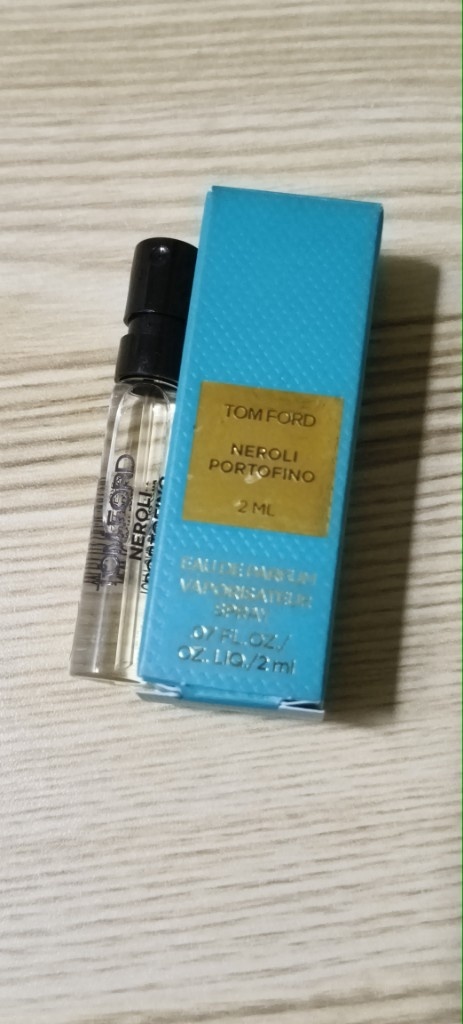 TOM FORD
NEROLI
PORTOFINO
2 ML
EAU DE PARFUM
VAPORISATEUR
SPRAY
.07 FL.OZ./
OZ. LIQ./2 ml
TOM FORD
NEROLI
PORTOFINO